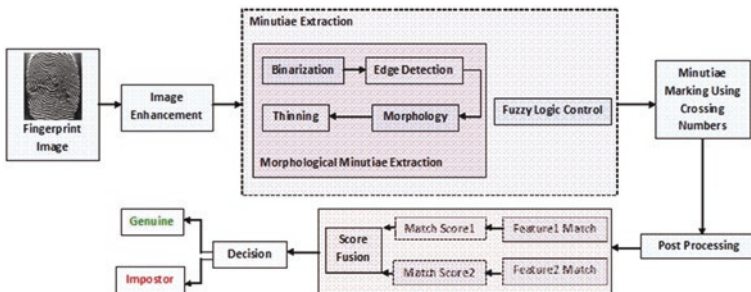 Minutiae Extraction
Binarization
Edge Detection
Thinning
Morphology
Morphological Minutiae Extraction
Fuzzy Logic Control
Fingerprint
Image
Image
Enhancement
Minutiae
Marking Using
Crossing
Numbers
Post Processing
Feature1 Match
Match Score1
Feature2 Match
Match Score2
Score
Fusion
Decision
Genuine
Impostor